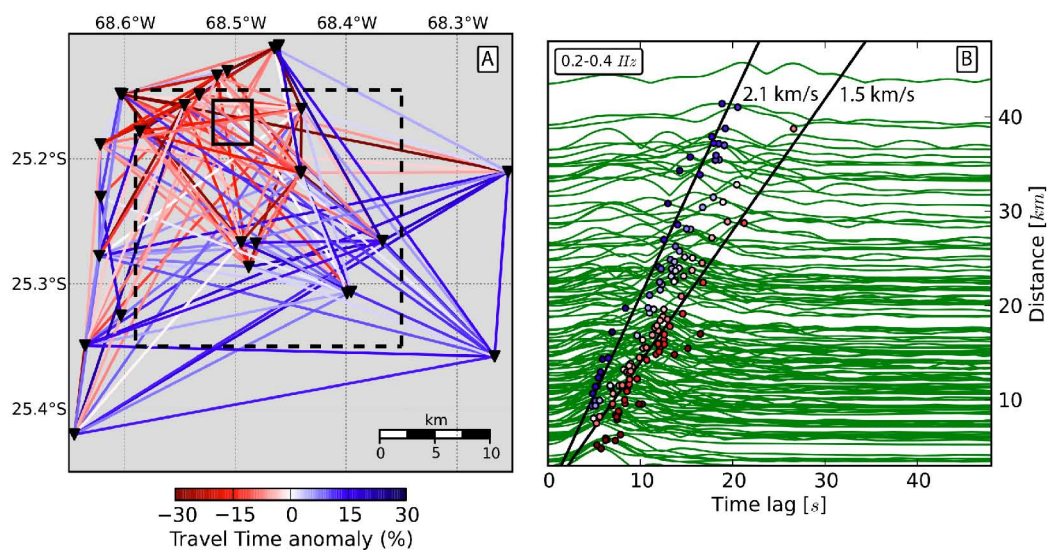 68.6°W 68.5°W 68.4°W 68.3°W
A
25.2°S
25.3°S
25.4°S
km
0 5 10
−30 −15 0 15 30
Travel Time anomaly (%)
0.2-0.4 Hz
B
2.1 km/s
1.5 km/s
40
30
20
10
Distance [km]
0 10 20 30 40
Time lag [s]